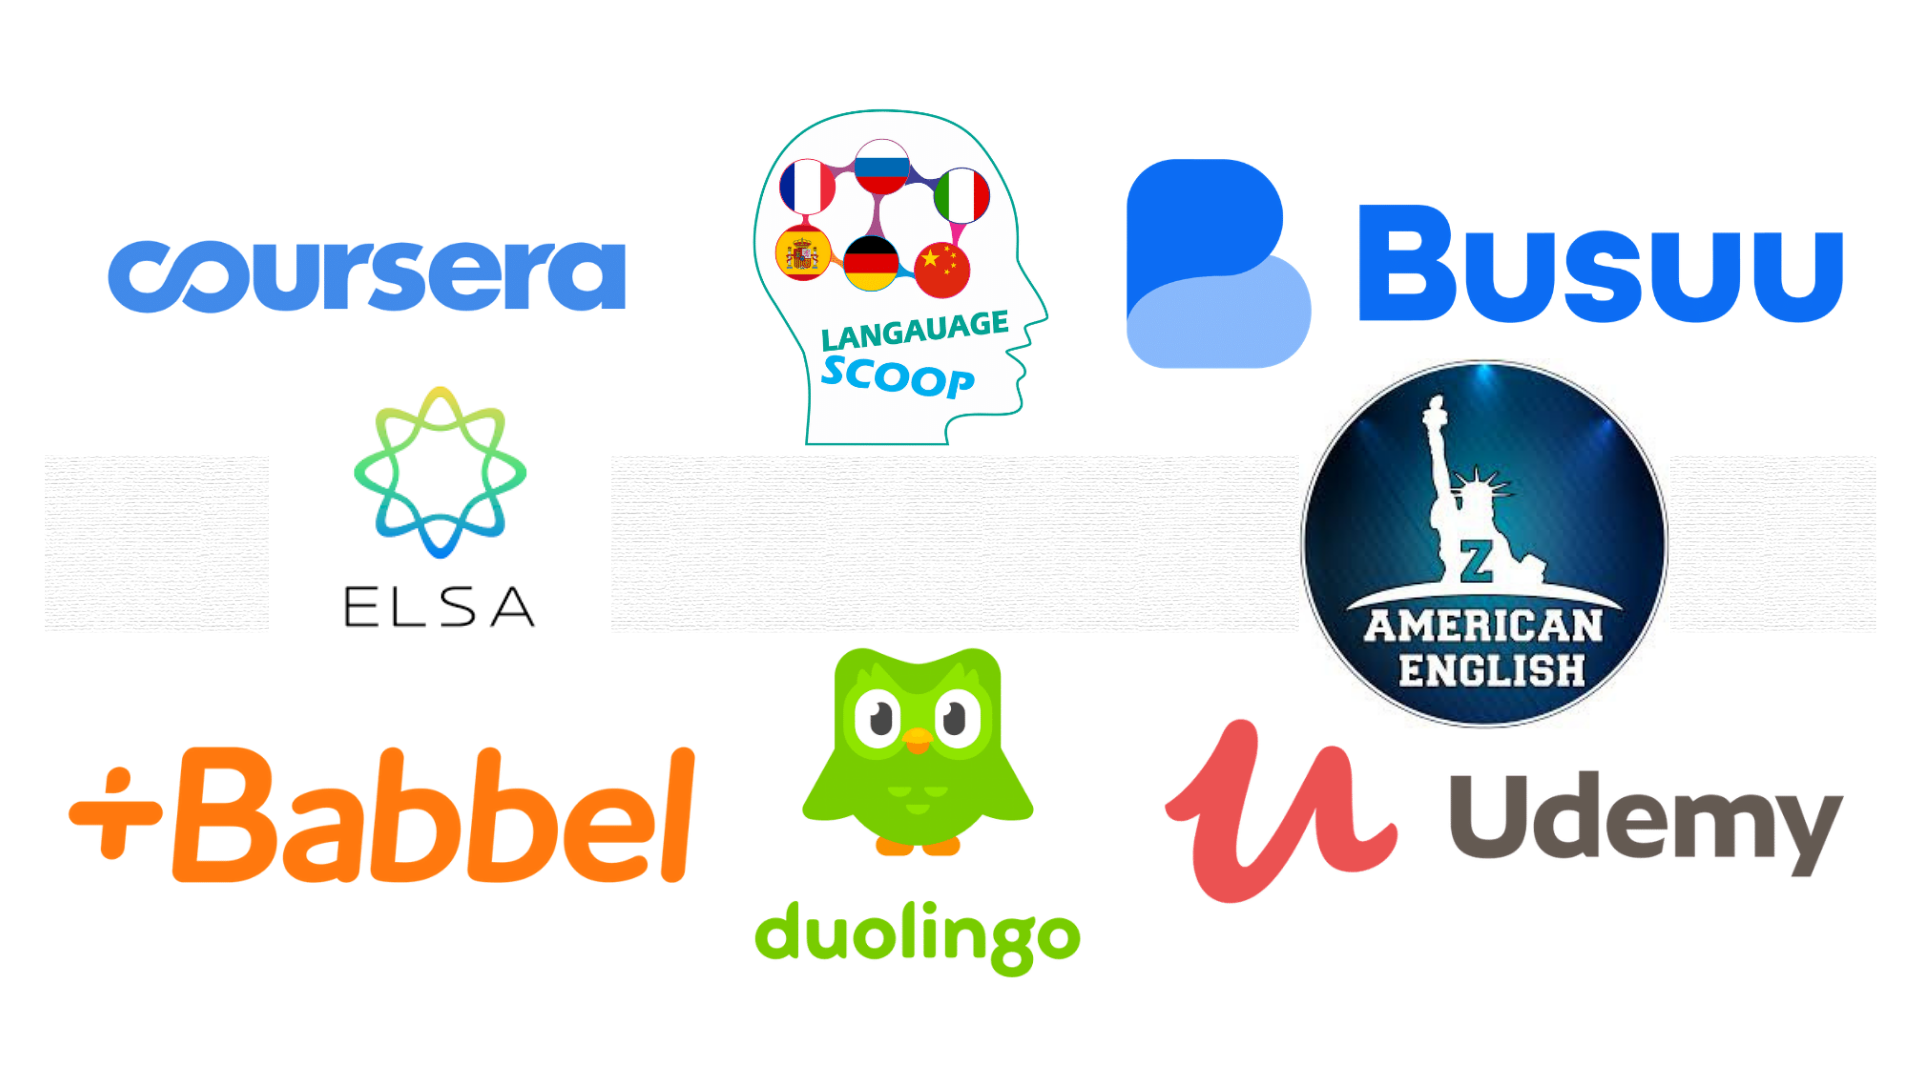 coursera
LANGAUAGE
SCOOP
Busuu
ELSA
Z
AMERICAN
ENGLISH
Babbel
duolingo
Udemy